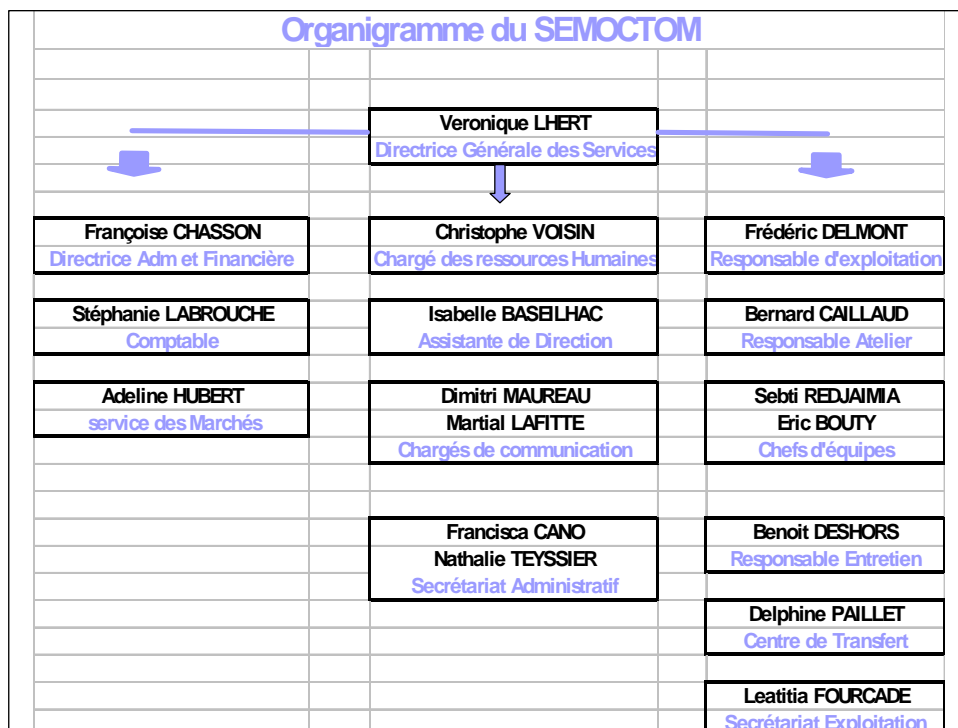 Organigramme du SEMOCTOM
Veronique LHERT
Directrice Générale des Services
Françoise CHASSON
Directrice Adm et Financière
Christophe VOISIN
Chargé des ressources Humaines
Frédéric DELMONT
Responsable d'exploitation
Stéphanie LABROUCHE
Comptable
Isabelle BASEILHAC
Assistante de Direction
Bernard CAILLAUD
Responsable Atelier
Adeline HUBERT
service des Marchés
Dimitri MAUREAU
Martial LAFITTE
Chargés de communication
Sebti REDJAIMIA
Eric BOUTY
Chefs d'équipes
Francisca CANO
Nathalie TEYSSIER
Secrétariat Administratif
Benoit DESHORS
Responsable Entretien
Delphine PAILLET
Centre de Transfert
Leatitia FOURCADE
Secrétariat Exploitation